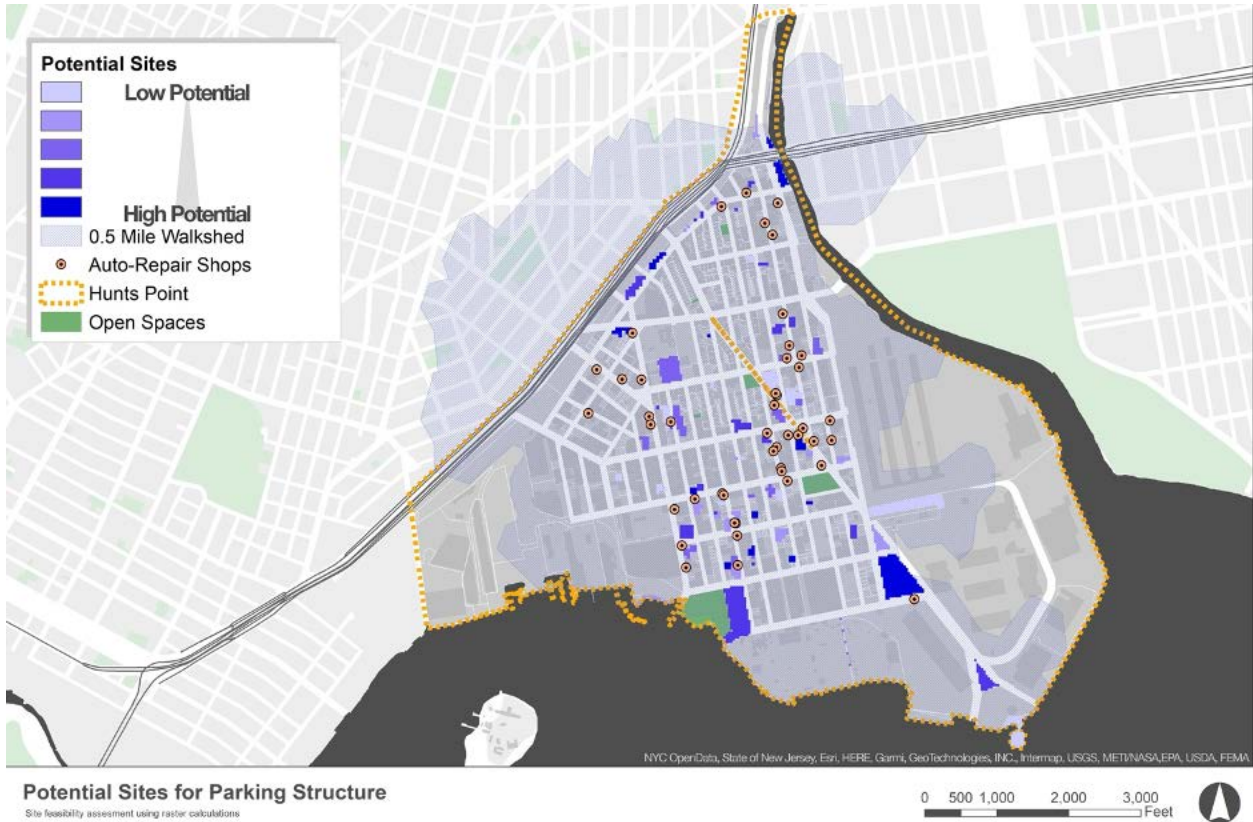 Potential Sites
Low Potential
High Potential
0.5 Mile Walkshed
Auto-Repair Shops
Hunts Point
Open Spaces
NYC OpenData, State of New Jersey, Esri, HERE, Garmi, GeoTechnologies, INC., Intermap, USGS, METI/NASA,EPA, USDA, FEMA
Potential Sites for Parking Structure
Site feasibility assesment using raster calculations
0 500 1,000 2,000 3,000
Feet